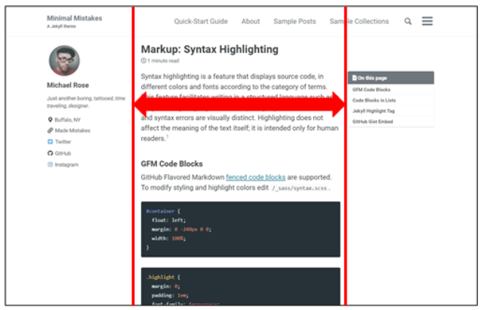 Minimal Mistakes
A Jekyll theme
Quick-Start Guide About Sample Posts Sample Collections
Michael Rose
Just another boring, tattooed, time
traveling, designer.
Buffalo, NY
Made Mistakes
Twitter
GitHub
Instagram
Markup: Syntax Highlighting
1 minute read
Syntax highlighting is a feature that displays source code, in
different colors and fonts according to the category of terms.
and syntax errors are visually distinct. Highlighting does not
affect the meaning of the text itself; it is intended only for human
readers.1
GFM Code Blocks
GitHub Flavored Markdown fenced code blocks are supported.
To modify styling and highlight colors edit /_sass/syntax.scss.
#container {
float: left;
margin: 0 -240px 0 0;
width: 100%;
}
.highlight {
margin: 0;
padding: 1em;
On this page
GFM Code Blocks
Code Blocks in Lists
Jekyll Highlight Tag
GitHub Gist Embed